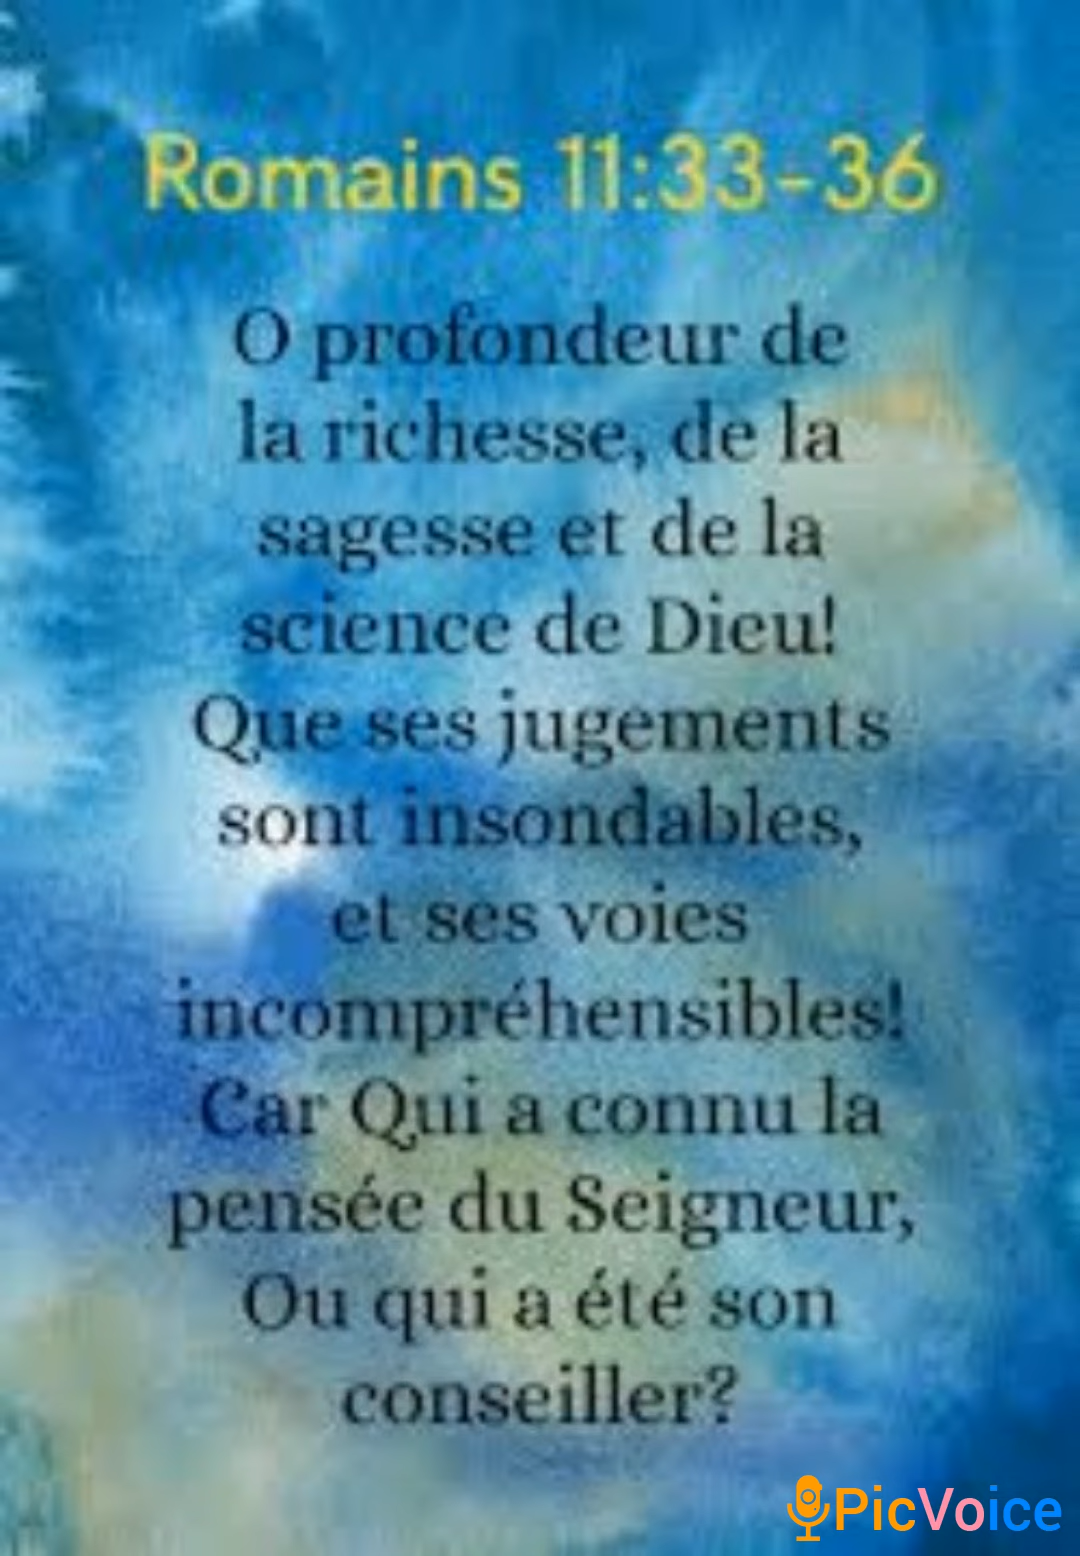 Romains 11:33-36
O profondeur de
la richesse, de la
sagesse et de la
science de Dieu!
Que ses jugements
sont insondables,
et ses voies
incompréhensibles!
Car Qui a connu la
pensée du Seigneur,
Ou qui a été son
conseiller?
PicVoice